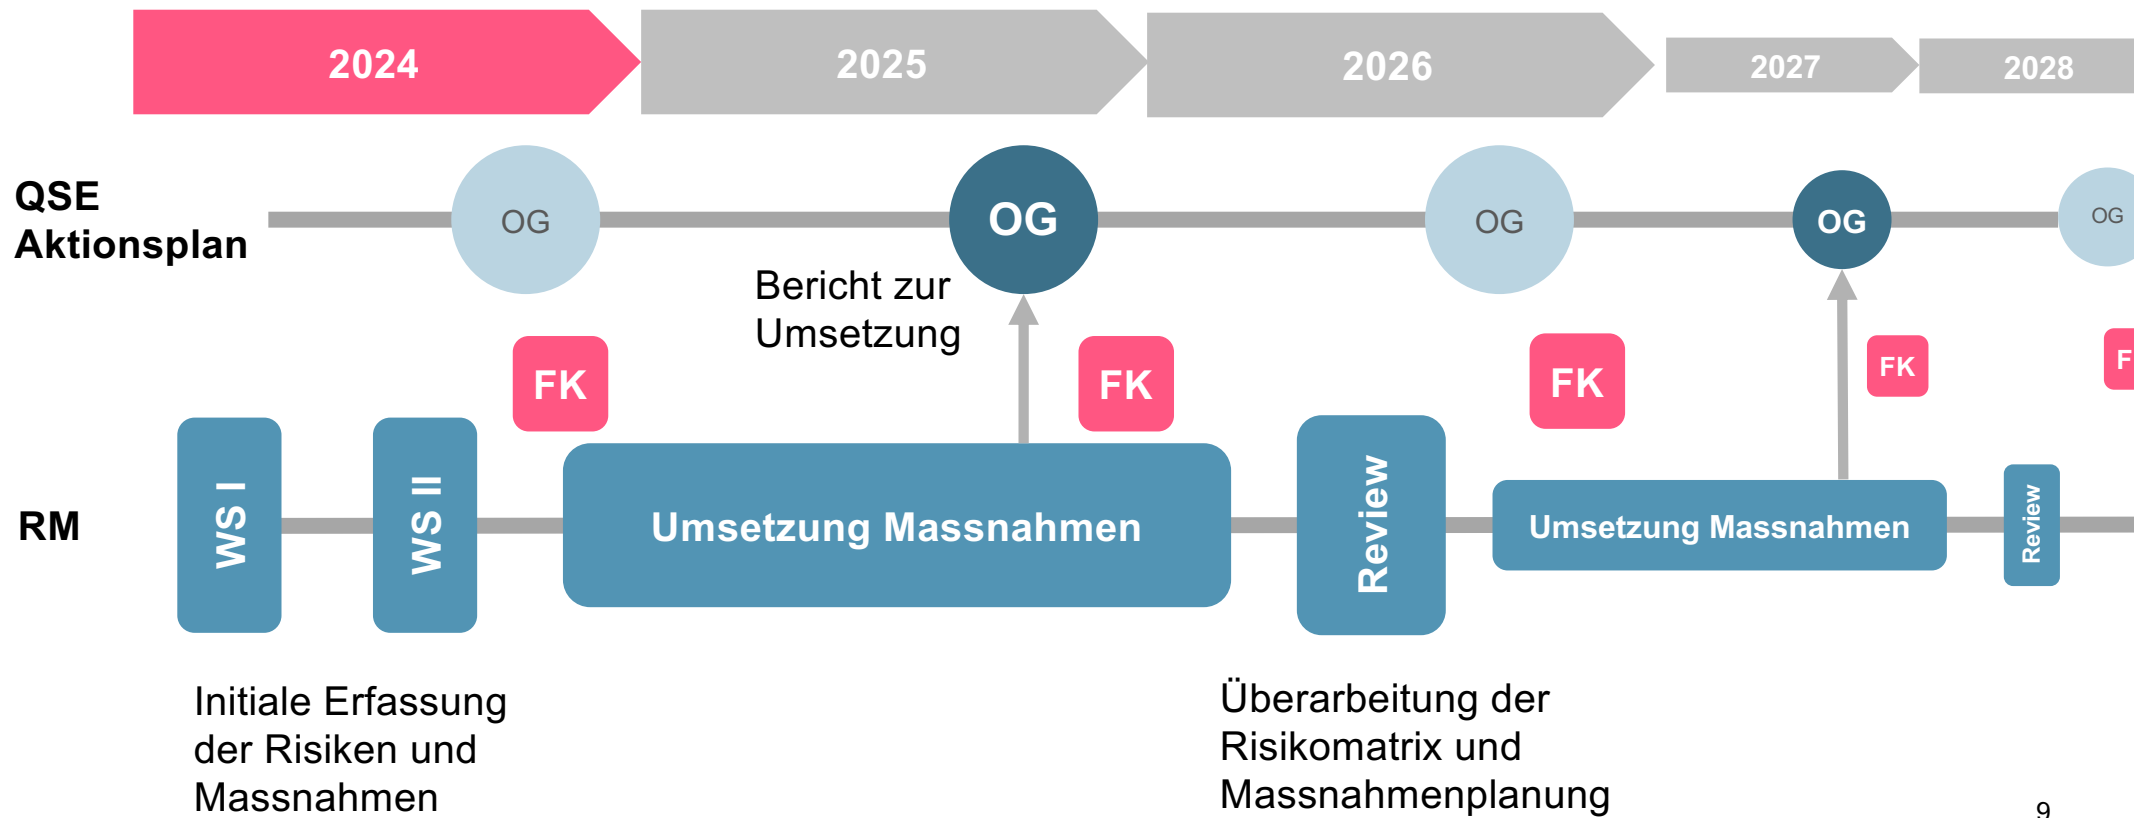 2024
2025
2026
2027
2028
QSE
Aktionsplan
OG
OG
OG
OG
OG
Bericht zur
Umsetzung
FK
FK
FK
FK
F
RM
WS I
WS II
Umsetzung Massnahmen
Review
Umsetzung Massnahmen
Review
Initiale Erfassung
der Risiken und
Massnahmen
Überarbeitung der
Risikomatrix und
Massnahmenplanung
9